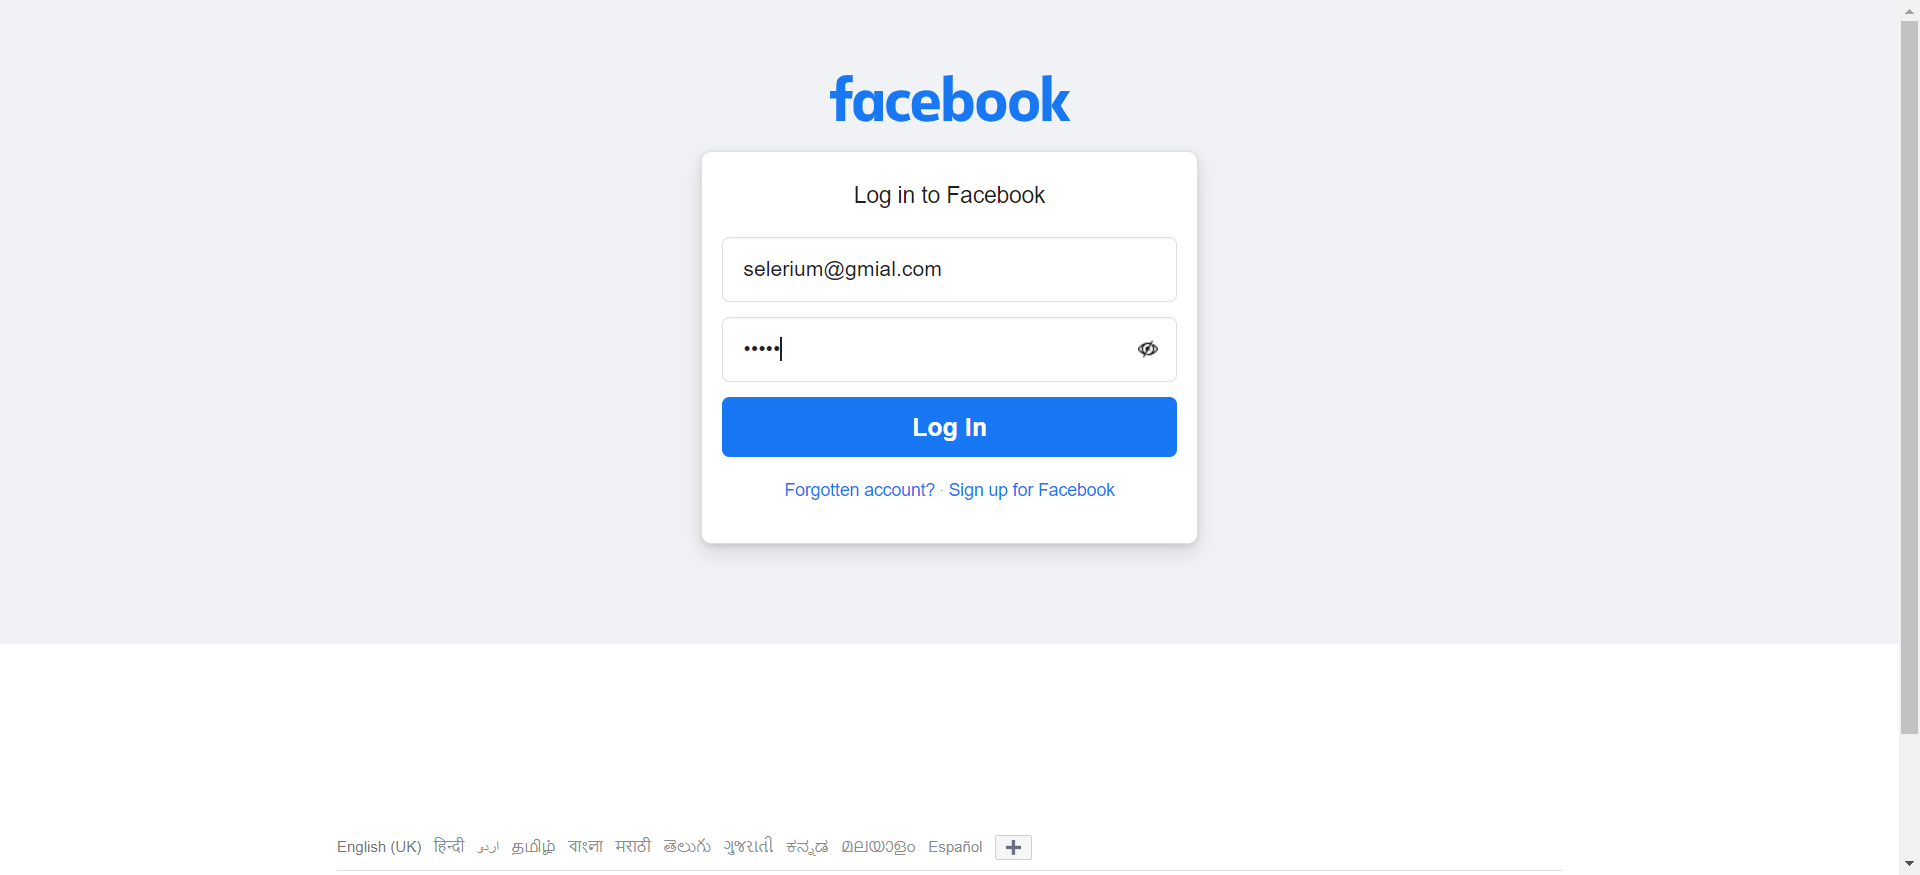 facebook
Log in to Facebook
selerium@gmial.com
•••••
Log In
Forgotten account? · Sign up for Facebook
English (UK) हिन्दी اردو தமிழ் বাংলা मराठी తెలుగు ગુજરાતી ಕನ್ನಡ മലയാളം Español